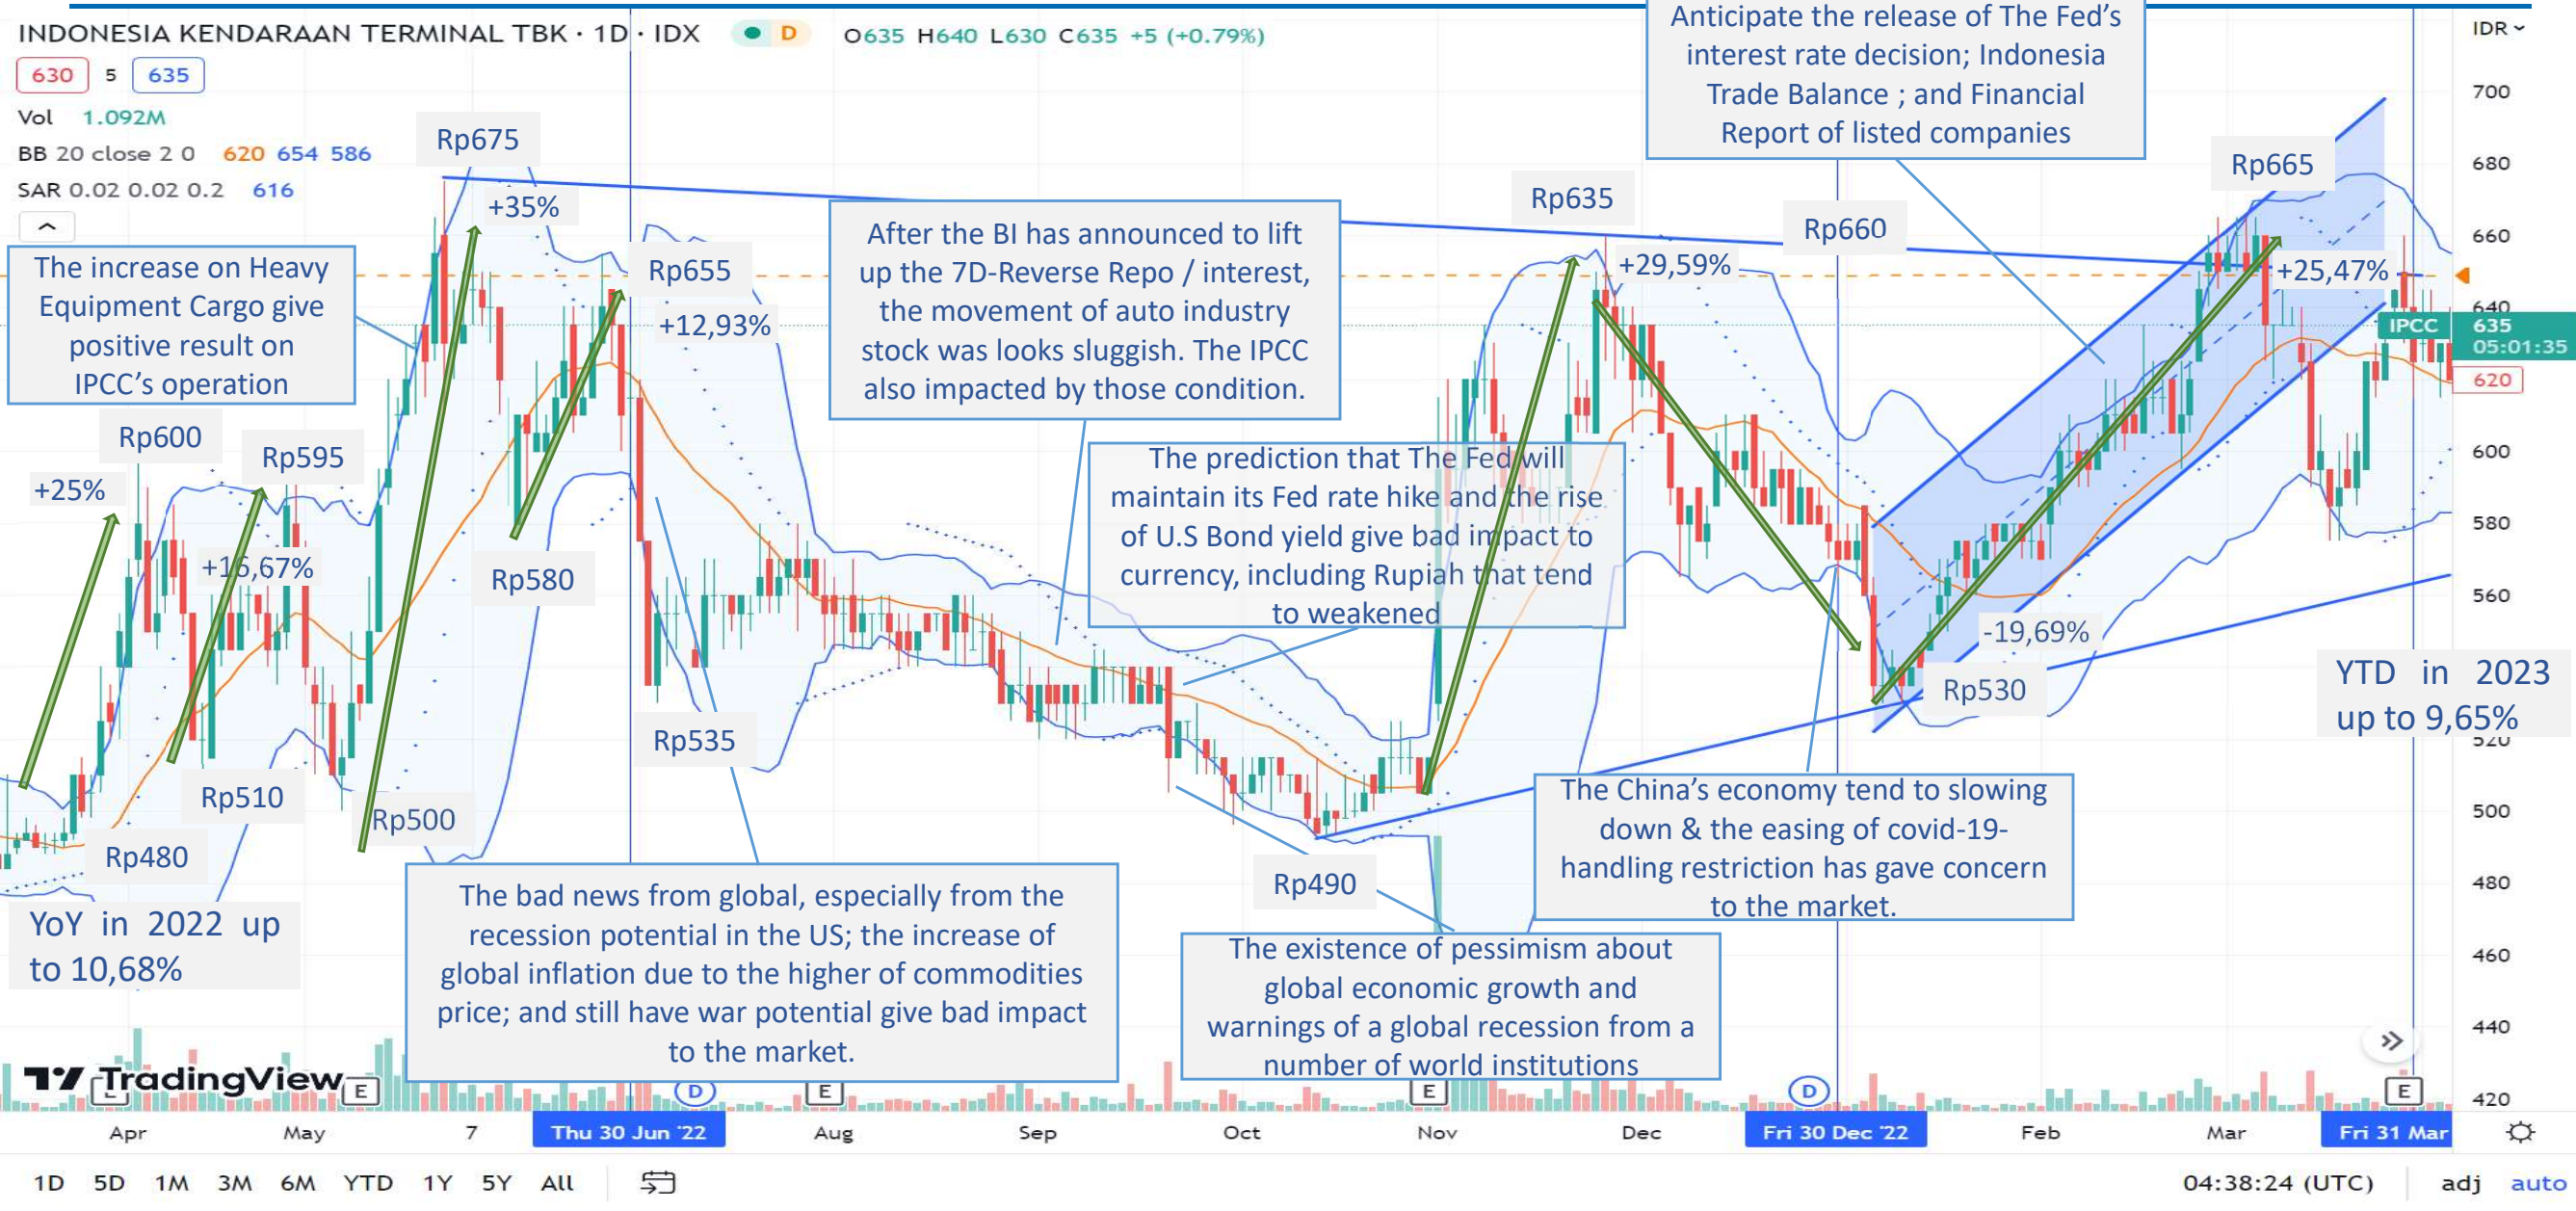 INDONESIA KENDARAAN TERMINAL TBK · 1D · IDX
D
O635 H640 L630 C635 +5 (+0.79%)
IDR
630 5 635
Vol 1.092M
BB 20 close 2 0 620 654 586
SAR 0.02 0.02 0.2 616
Anticipate the release of The Fed's
interest rate decision; Indonesia
Trade Balance ; and Financial
Report of listed companies
Rp675
+35%
Rp655
+12,93%
The increase on Heavy
Equipment Cargo give
positive result on
IPCC's operation
After the BI has announced to lift
up the 7D-Reverse Repo / interest,
the movement of auto industry
stock was looks sluggish. The IPCC
also impacted by those condition.
Rp635
+29,59%
Rp660
Rp665
+25,47%
Rp600
+25%
Rp595
+16,67%
Rp580
The prediction that The Fed will
maintain its Fed rate hike and the rise
of U.S Bond yield give bad impact to
currency, including Rupiah that tend
to weakened
-19,69%
Rp530
Rp535
Rp510
Rp500
Rp480
Rp490
YTD in 2023
up to 9,65%
YoY in 2022 up
to 10,68%
The bad news from global, especially from the
recession potential in the US; the increase of
global inflation due to the higher of commodities
price; and still have war potential give bad impact
to the market.
The China's economy tend to slowing
down & the easing of covid-19-
handling restriction has gave concern
to the market.
The existence of pessimism about
global economic growth and
warnings of a global recession from a
number of world institutions
700
680
660
640
IPCC 635
05:01:35
620
600
580
560
520
500
480
460
440
420
TradingView
E
D
E
E
D
E
Apr May 7 Thu 30 Jun '22 Aug Sep Oct Nov Dec Fri 30 Dec '22 Feb Mar Fri 31 Mar
1D 5D 1M 3M 6M YTD 1Y 5Y All
04:38:24 (UTC) adj auto